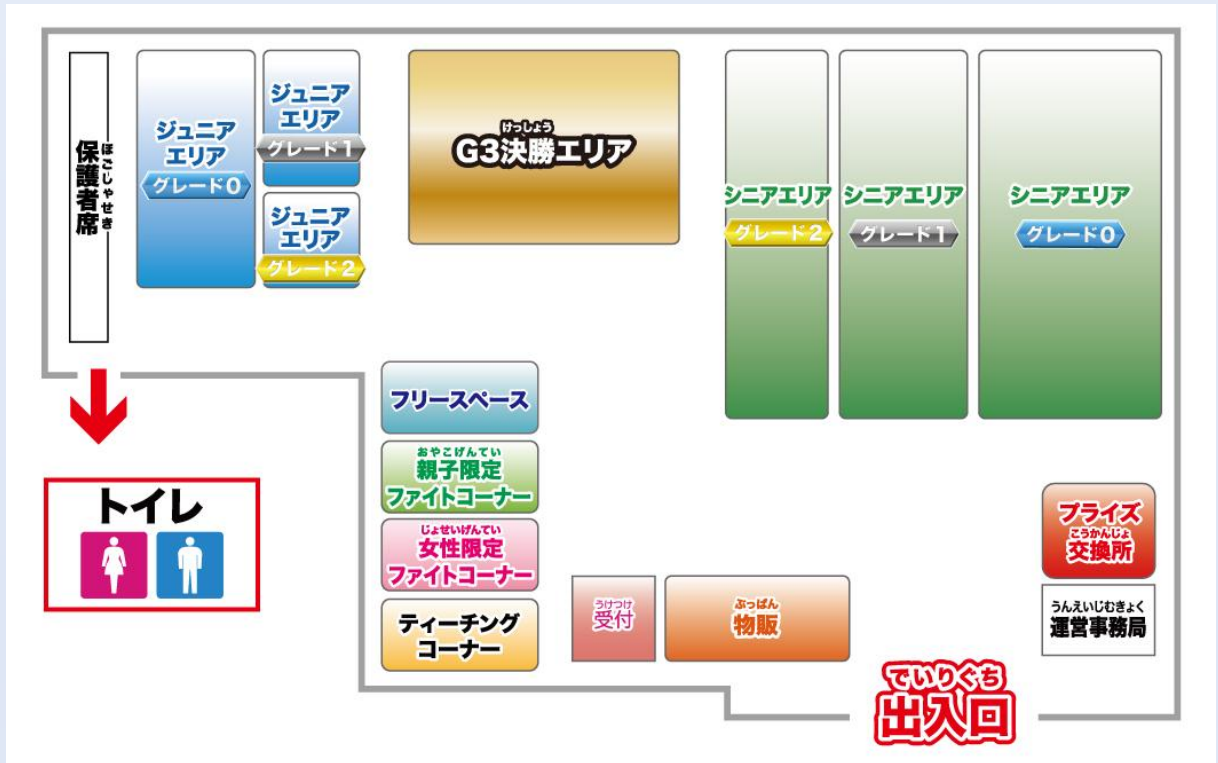 ほごしゃせき
保護者席
ジュニア
エリア
グレード0
ジュニア
エリア
グレード1
ジュニア
エリア
グレード2
けっしょう
G3決勝エリア
シニアエリア
グレード2
シニアエリア
グレード1
シニアエリア
グレード0
フリースペース
おやこげんてい
親子限定
ファイトコーナー
じょせいげんてい
女性限定
ファイトコーナー
ティーチング
コーナー
トイレ
うけつけ
受付
ぶっぱん
物販
プライズ
こうかんじょ
交換所
うんえいじむきょく
運営事務局
でいりぐち
出入口